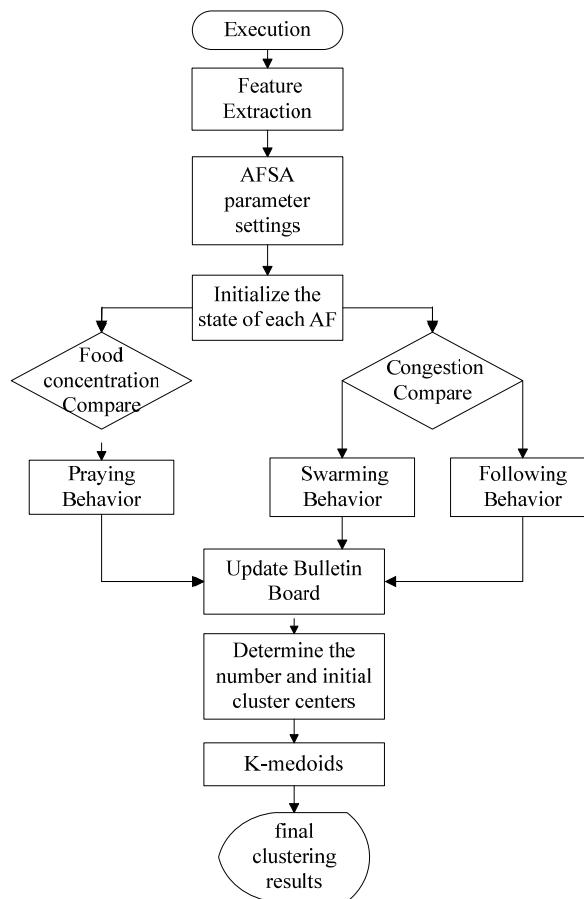 Execution
Feature
Extraction
AFSA
parameter
settings
Initialize the
state of each AF
Food
concentration
Compare
Congestion
Compare
Praying
Behavior
Swarming
Behavior
Following
Behavior
Update Bulletin
Board
Determine the
number and initial
cluster centers
K-medoids
final
clustering
results